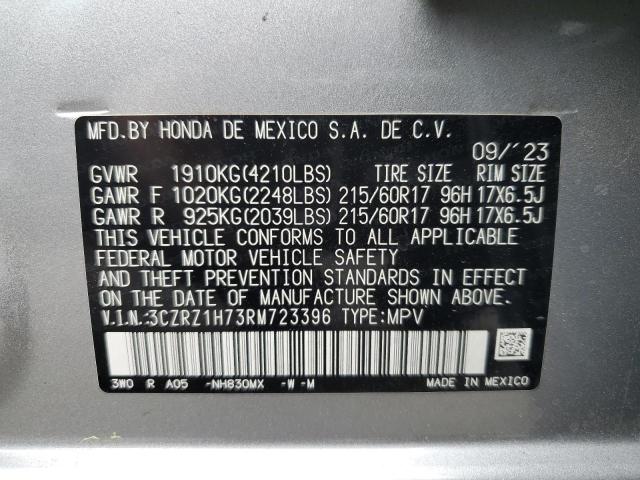 MFD.BY HONDA DE MEXICO S.A. DE C.V.
09/'23
GVWR 1910KG(4210LBS) TIRE SIZE RIM SIZE
GAWR F 1020KG(2248LBS) 215/60R17 96H 17X6.5J
GAWR R 925KG(2039LBS) 215/60R17 96H 17X6.5J
THIS VEHICLE CONFORMS TO ALL APPLICABLE
FEDERAL MOTOR VEHICLE SAFETY
AND THEFT PREVENTION STANDARDS IN EFFECT
ON THE DATE OF MANUFACTURE SHOWN ABOVE.
V.I.N.:3CZRZ1H73RM723396 TYPE:MPV
3W0 R A05 -NH830MX -W -M MADE IN MEXICO